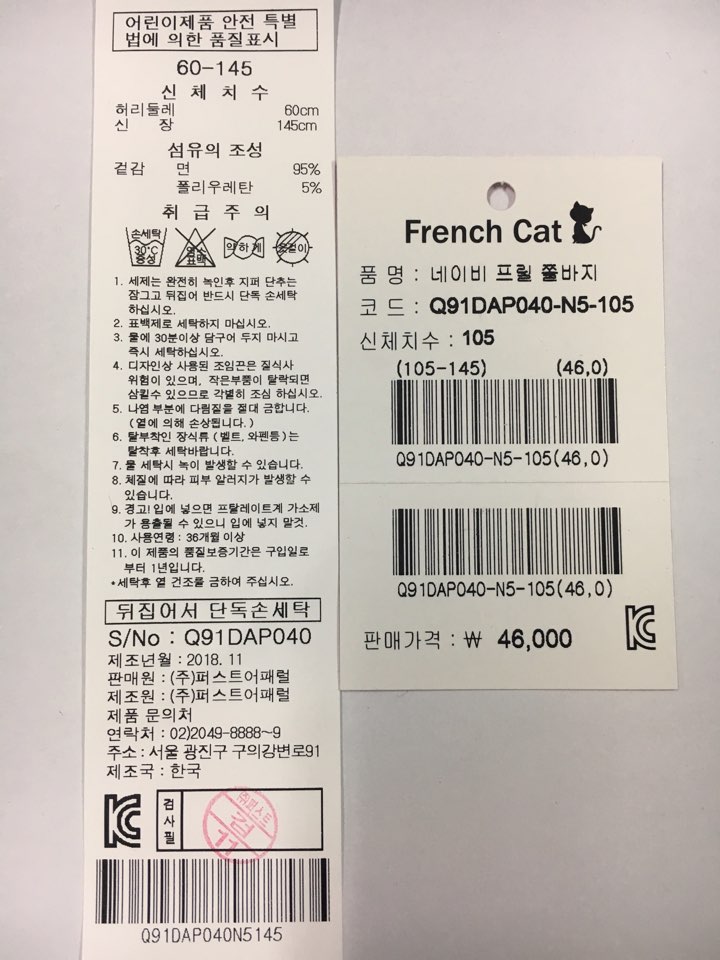 어린이제품 안전 특별
법에 의한 품질표시
60-145
신 체 치 수
허리둘레 60cm
신 장 145cm
섬유의 조성
겉감 면 95%
폴리우레탄 5%
취 급 주 의
손세탁 30°C 중성 염소 표백 약하게 옷걸이
1. 세제는 완전히 녹인후 지퍼 단추는
잠그고 뒤집어 반드시 단독 손세탁
하십시오.
2. 표백제로 세탁하지 마십시오.
3. 물에 30분이상 담구어 두지 마시고
즉시 세탁하십시오.
4. 디자인상 사용된 조임끈은 질식사
위험이 있으며, 작은부품이 탈락되면
삼킬수 있으므로 각별히 조심 하십시오.
5. 나염 부분에 다림질을 절대 금합니다.
(열에 의해 손상됩니다.)
6. 탈부착인 장식류 (벨트, 와펜등)는
탈착후 세탁바랍니다.
7. 물 세탁시 녹이 발생할 수 있습니다.
8. 체질에 따라 피부 알러지가 발생할 수
있습니다.
9. 경고! 입에 넣으면 프탈레이트계 가소제
가 용출될 수 있으니 입에 넣지 말것.
10. 사용연령 : 36개월 이상
11. 이 제품의 품질보증기간은 구입일로
부터 1년입니다.
*세탁후 열 건조를 금하여 주십시오.
뒤집어서 단독손세탁
S/No : Q91DAP040
제조년월 : 2018. 11
판매원 : (주)퍼스트어패럴
제조원 : (주)퍼스트어패럴
제품 문의처
연락처 : 02)2049-8888~9
주소 : 서울 광진구 구의강변로91
제조국 : 한국
KC 검사필 ㈜퍼스트 검 11
Q91DAP040N5145
French Cat
품 명 : 네이비 프릴 쫄바지
코 드 : Q91DAP040-N5-105
신체치수 : 105
(105-145) (46,0)
Q91DAP040-N5-105(46,0)
Q91DAP040-N5-105(46,0)
판매가격 : ₩ 46,000
KC